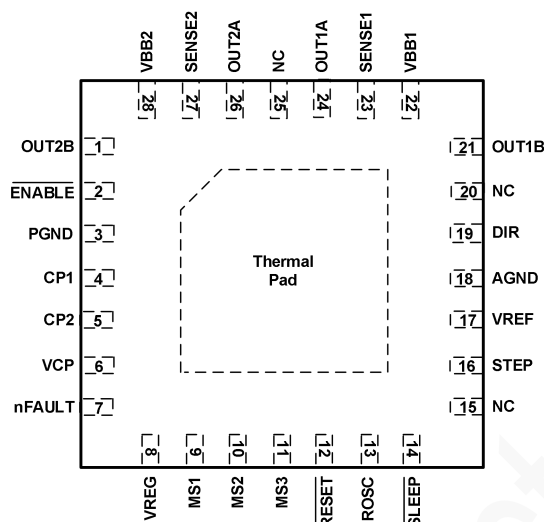 VBB2
SENSE2
OUT2A
NC
OUT1A
SENSE1
VBB1
28
27
26
25
24
23
22
OUT2B 1
ENABLE 2
PGND 3
CP1 4
CP2 5
VCP 6
nFAULT 7
21 OUT1B
20 NC
19 DIR
18 AGND
17 VREF
16 STEP
15 NC
Thermal
Pad
8
9
10
11
12
13
14
VREG
MS1
MS2
MS3
RESET
ROSC
SLEEP